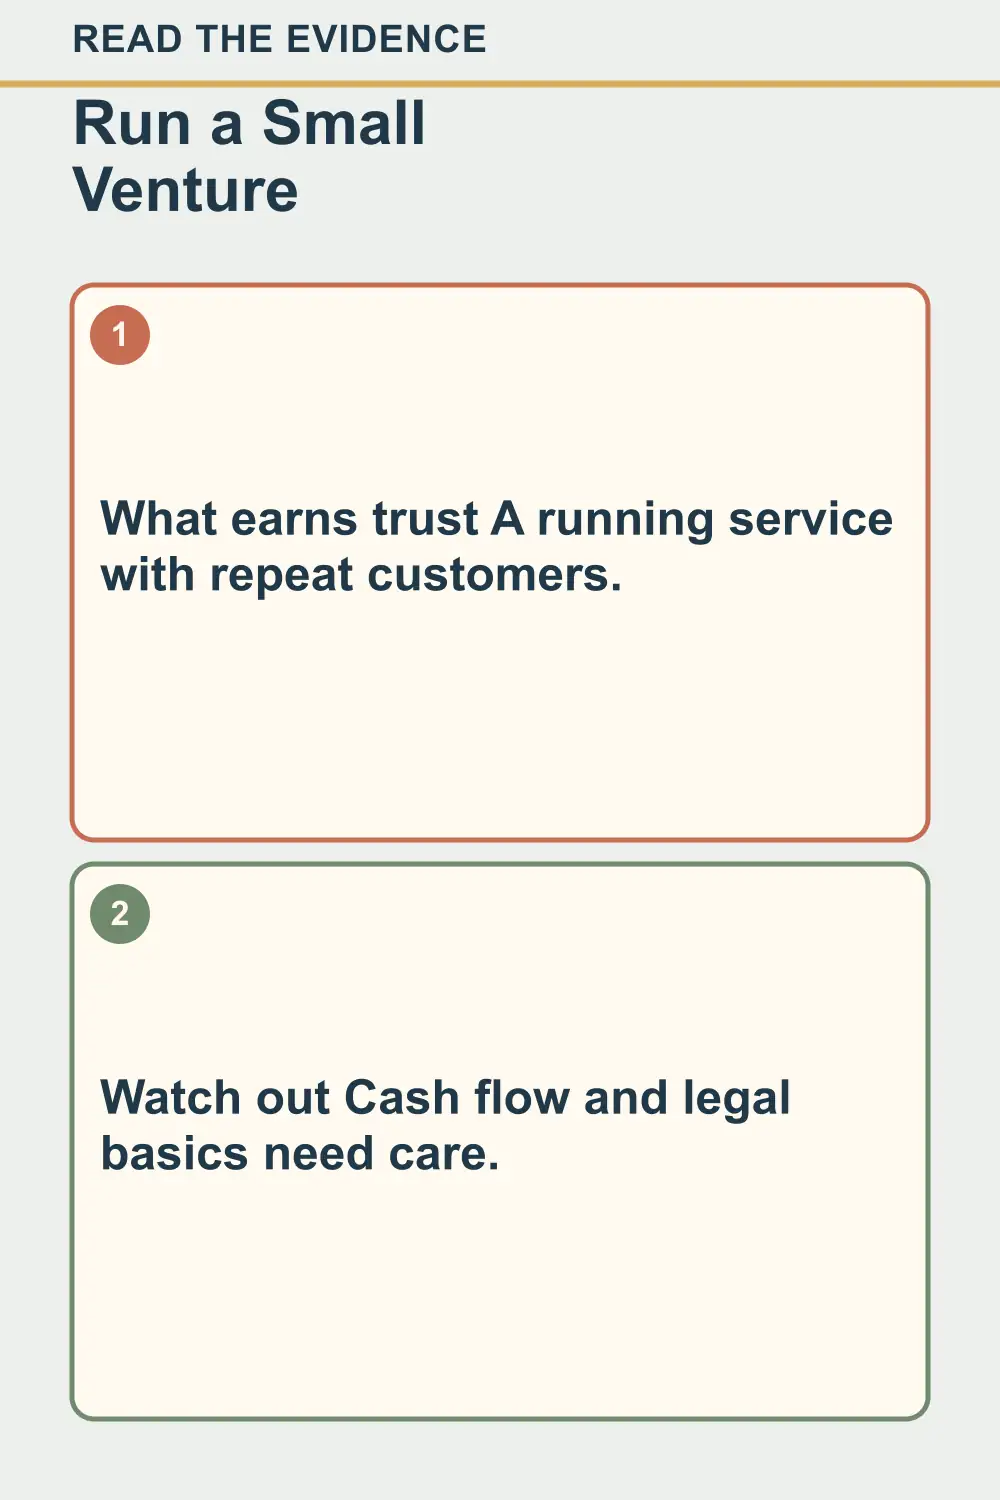 READ THE EVIDENCE
Run a Small
Venture
1
What earns trust A running service
with repeat customers.
2
Watch out Cash flow and legal
basics need care.